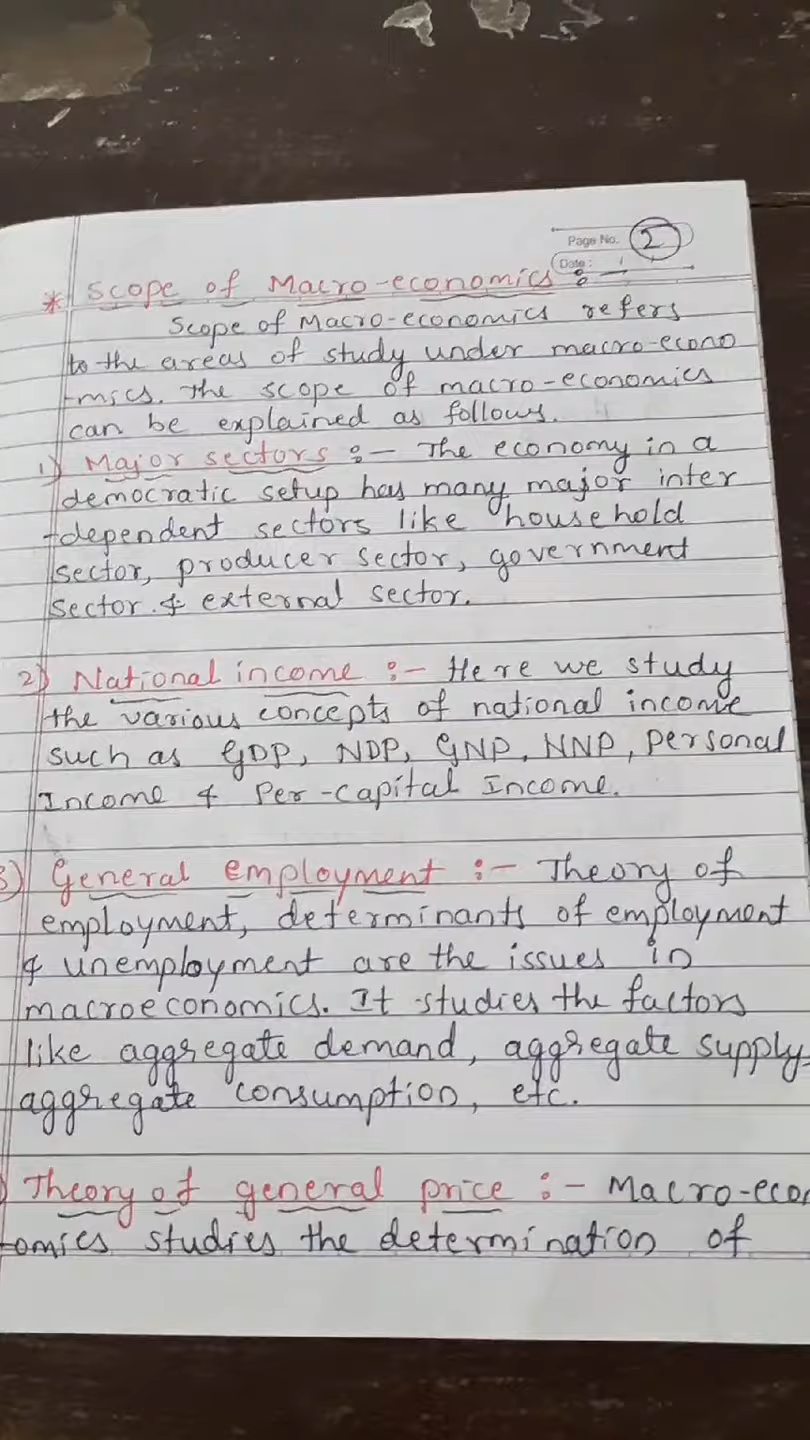 Page No. 2
Date :
* Scope of Macro-economics :-
Scope of Macro-economics refers
to the areas of study under macro-econo
-mics. The scope of macro-economics
can be explained as follows.
1) Major sectors :- The economy in a
democratic setup has many major inter
-dependent sectors like household
sector, producer sector, government
sector & external sector.
2) National income :- Here we study
the various concepts of national income
such as GDP, NDP, GNP, NNP, personal
Income & Per-capital Income.
3) General employment :- Theory of
employment, determinants of employment
& unemployment are the issues in
macroeconomics. It studies the factors
like aggregate demand, aggregate supply
aggregate consumption, etc.
) Theory of general price :- Macro-econ
-omics studies the determination of